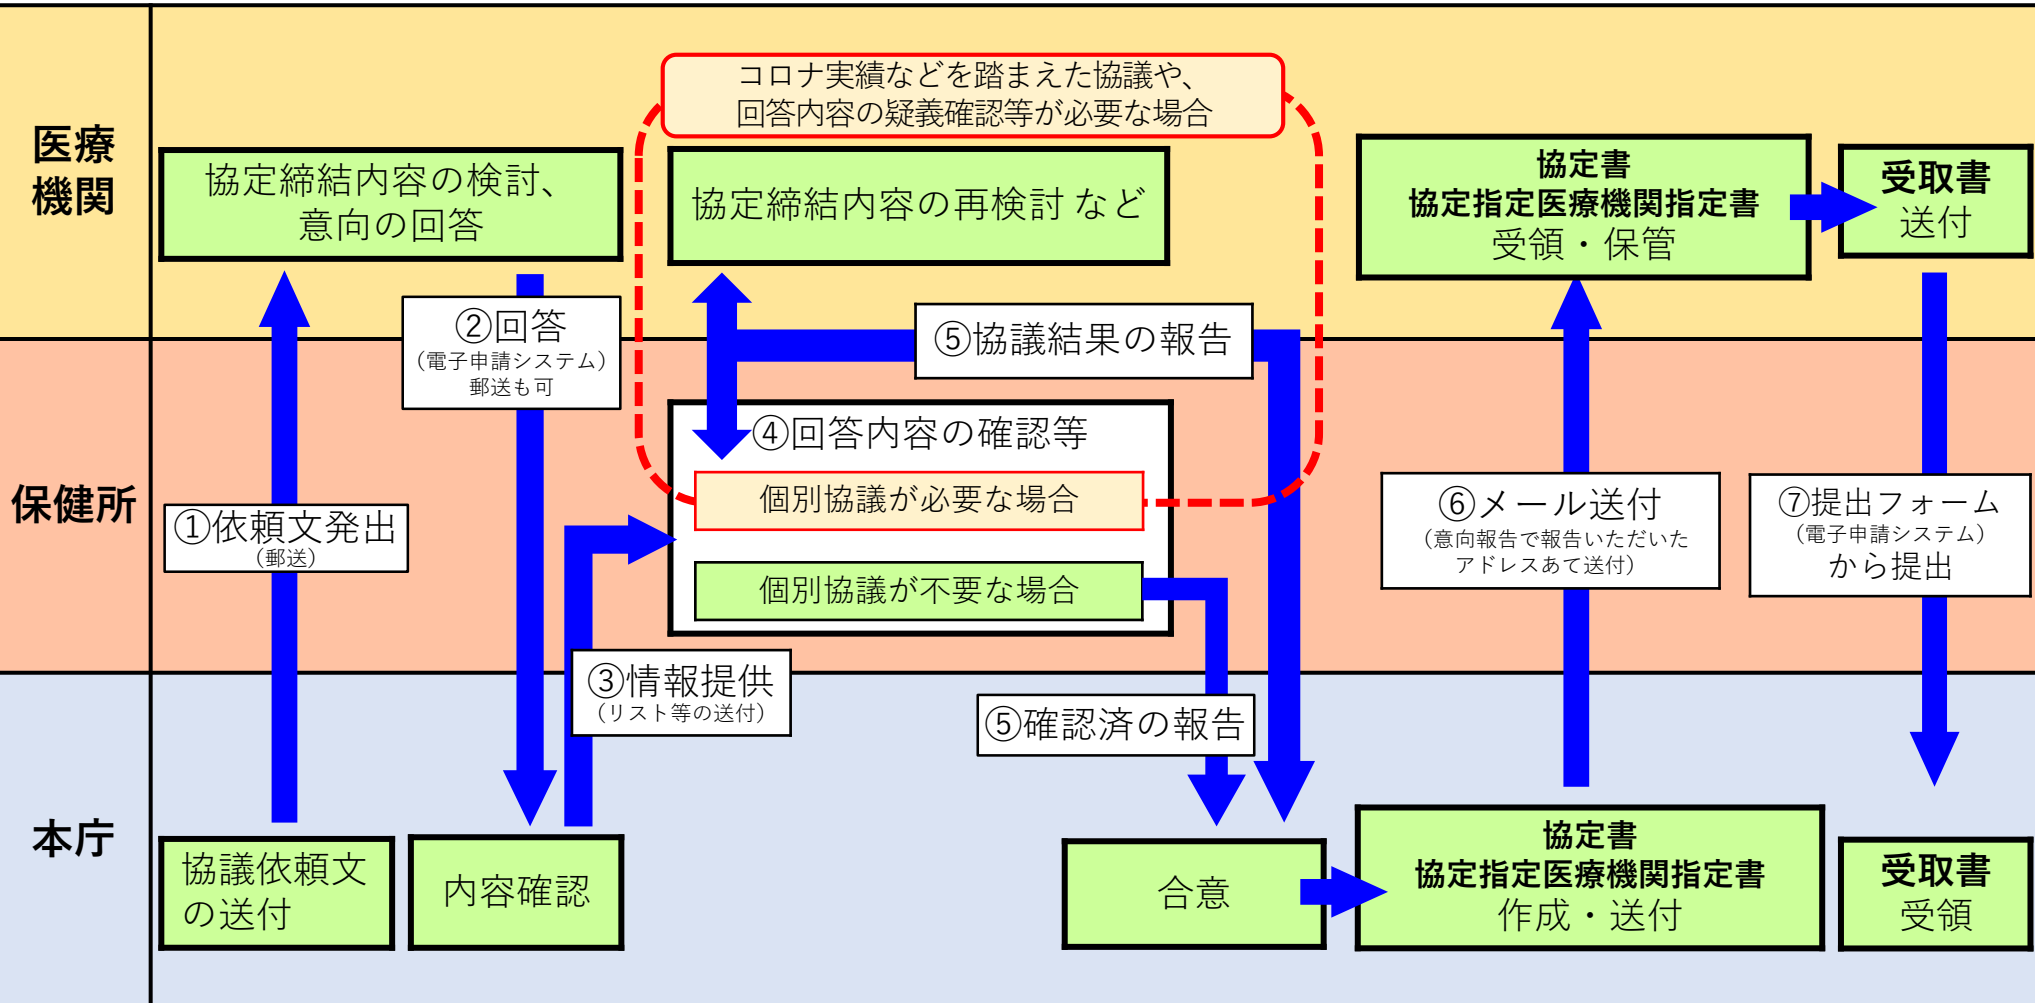 医療
機関
協定締結内容の検討、
意向の回答
コロナ実績などを踏まえた協議や、
回答内容の疑義確認等が必要な場合
協定締結内容の再検討 など
協定書
協定指定医療機関指定書
受領・保管
受取書
送付
②回答
(電子申請システム)
郵送も可
⑤協議結果の報告
保健所
①依頼文発出
(郵送)
④回答内容の確認等
個別協議が必要な場合
個別協議が不要な場合
⑥メール送付
(意向報告で報告いただいた
アドレスあて送付)
⑦提出フォーム
(電子申請システム)
から提出
③情報提供
(リスト等の送付)
⑤確認済の報告
本庁
協議依頼文
の送付
内容確認
合意
協定書
協定指定医療機関指定書
作成・送付
受取書
受領